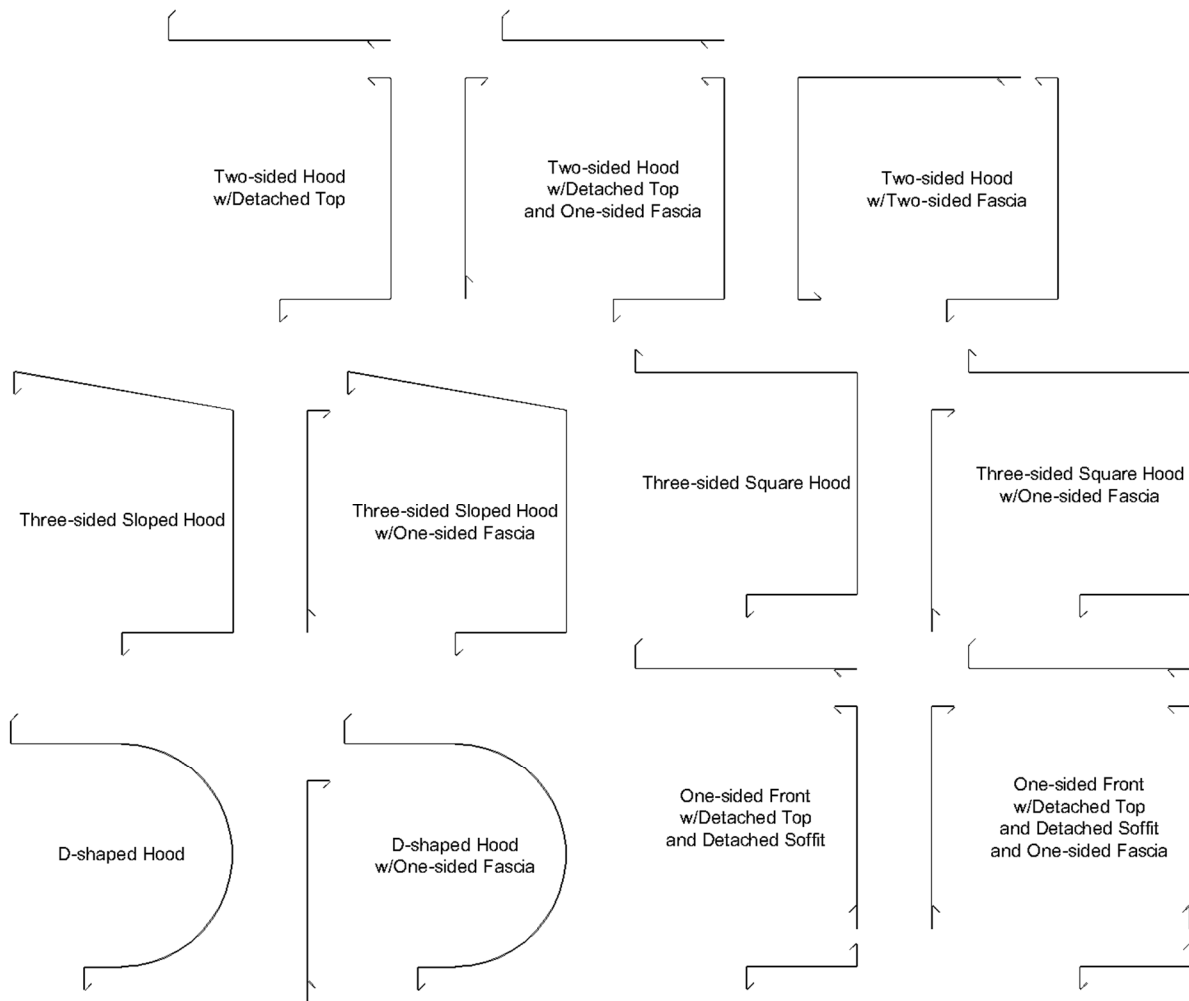 Two-sided Hood
w/Detached Top
Two-sided Hood
w/Detached Top
and One-sided Fascia
Two-sided Hood
w/Two-sided Fascia
Three-sided Sloped Hood
Three-sided Sloped Hood
w/One-sided Fascia
Three-sided Square Hood
Three-sided Square Hood
w/One-sided Fascia
D-shaped Hood
D-shaped Hood
w/One-sided Fascia
One-sided Front
w/Detached Top
and Detached Soffit
One-sided Front
w/Detached Top
and Detached Soffit
and One-sided Fascia